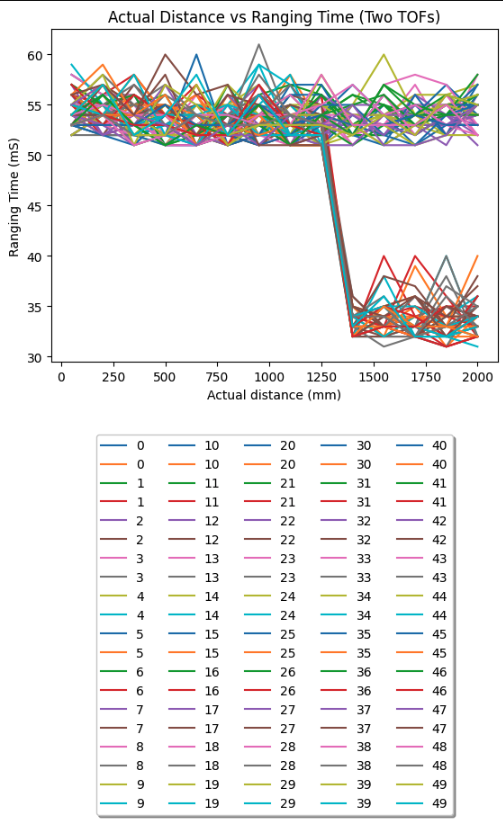 Actual Distance vs Ranging Time (Two TOFs)
60
55
50
45
40
35
30
Ranging Time (mS)
0 250 500 750 1000 1250 1500 1750 2000
Actual distance (mm)
0 10 20 30 40
0 10 20 30 40
1 11 21 31 41
1 11 21 31 41
2 12 22 32 42
2 12 22 32 42
3 13 23 33 43
3 13 23 33 43
4 14 24 34 44
4 14 24 34 44
5 15 25 35 45
5 15 25 35 45
6 16 26 36 46
6 16 26 36 46
7 17 27 37 47
7 17 27 37 47
8 18 28 38 48
8 18 28 38 48
9 19 29 39 49
9 19 29 39 49